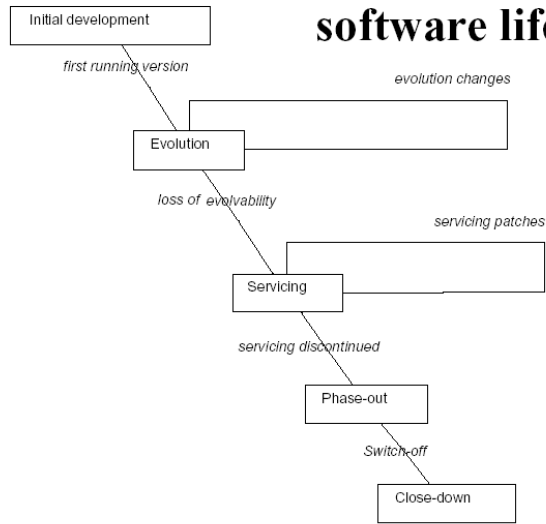 software life
Initial development
first running version
evolution changes
Evolution
loss of evolvability
servicing patches
Servicing
servicing discontinued
Phase-out
Switch-off
Close-down